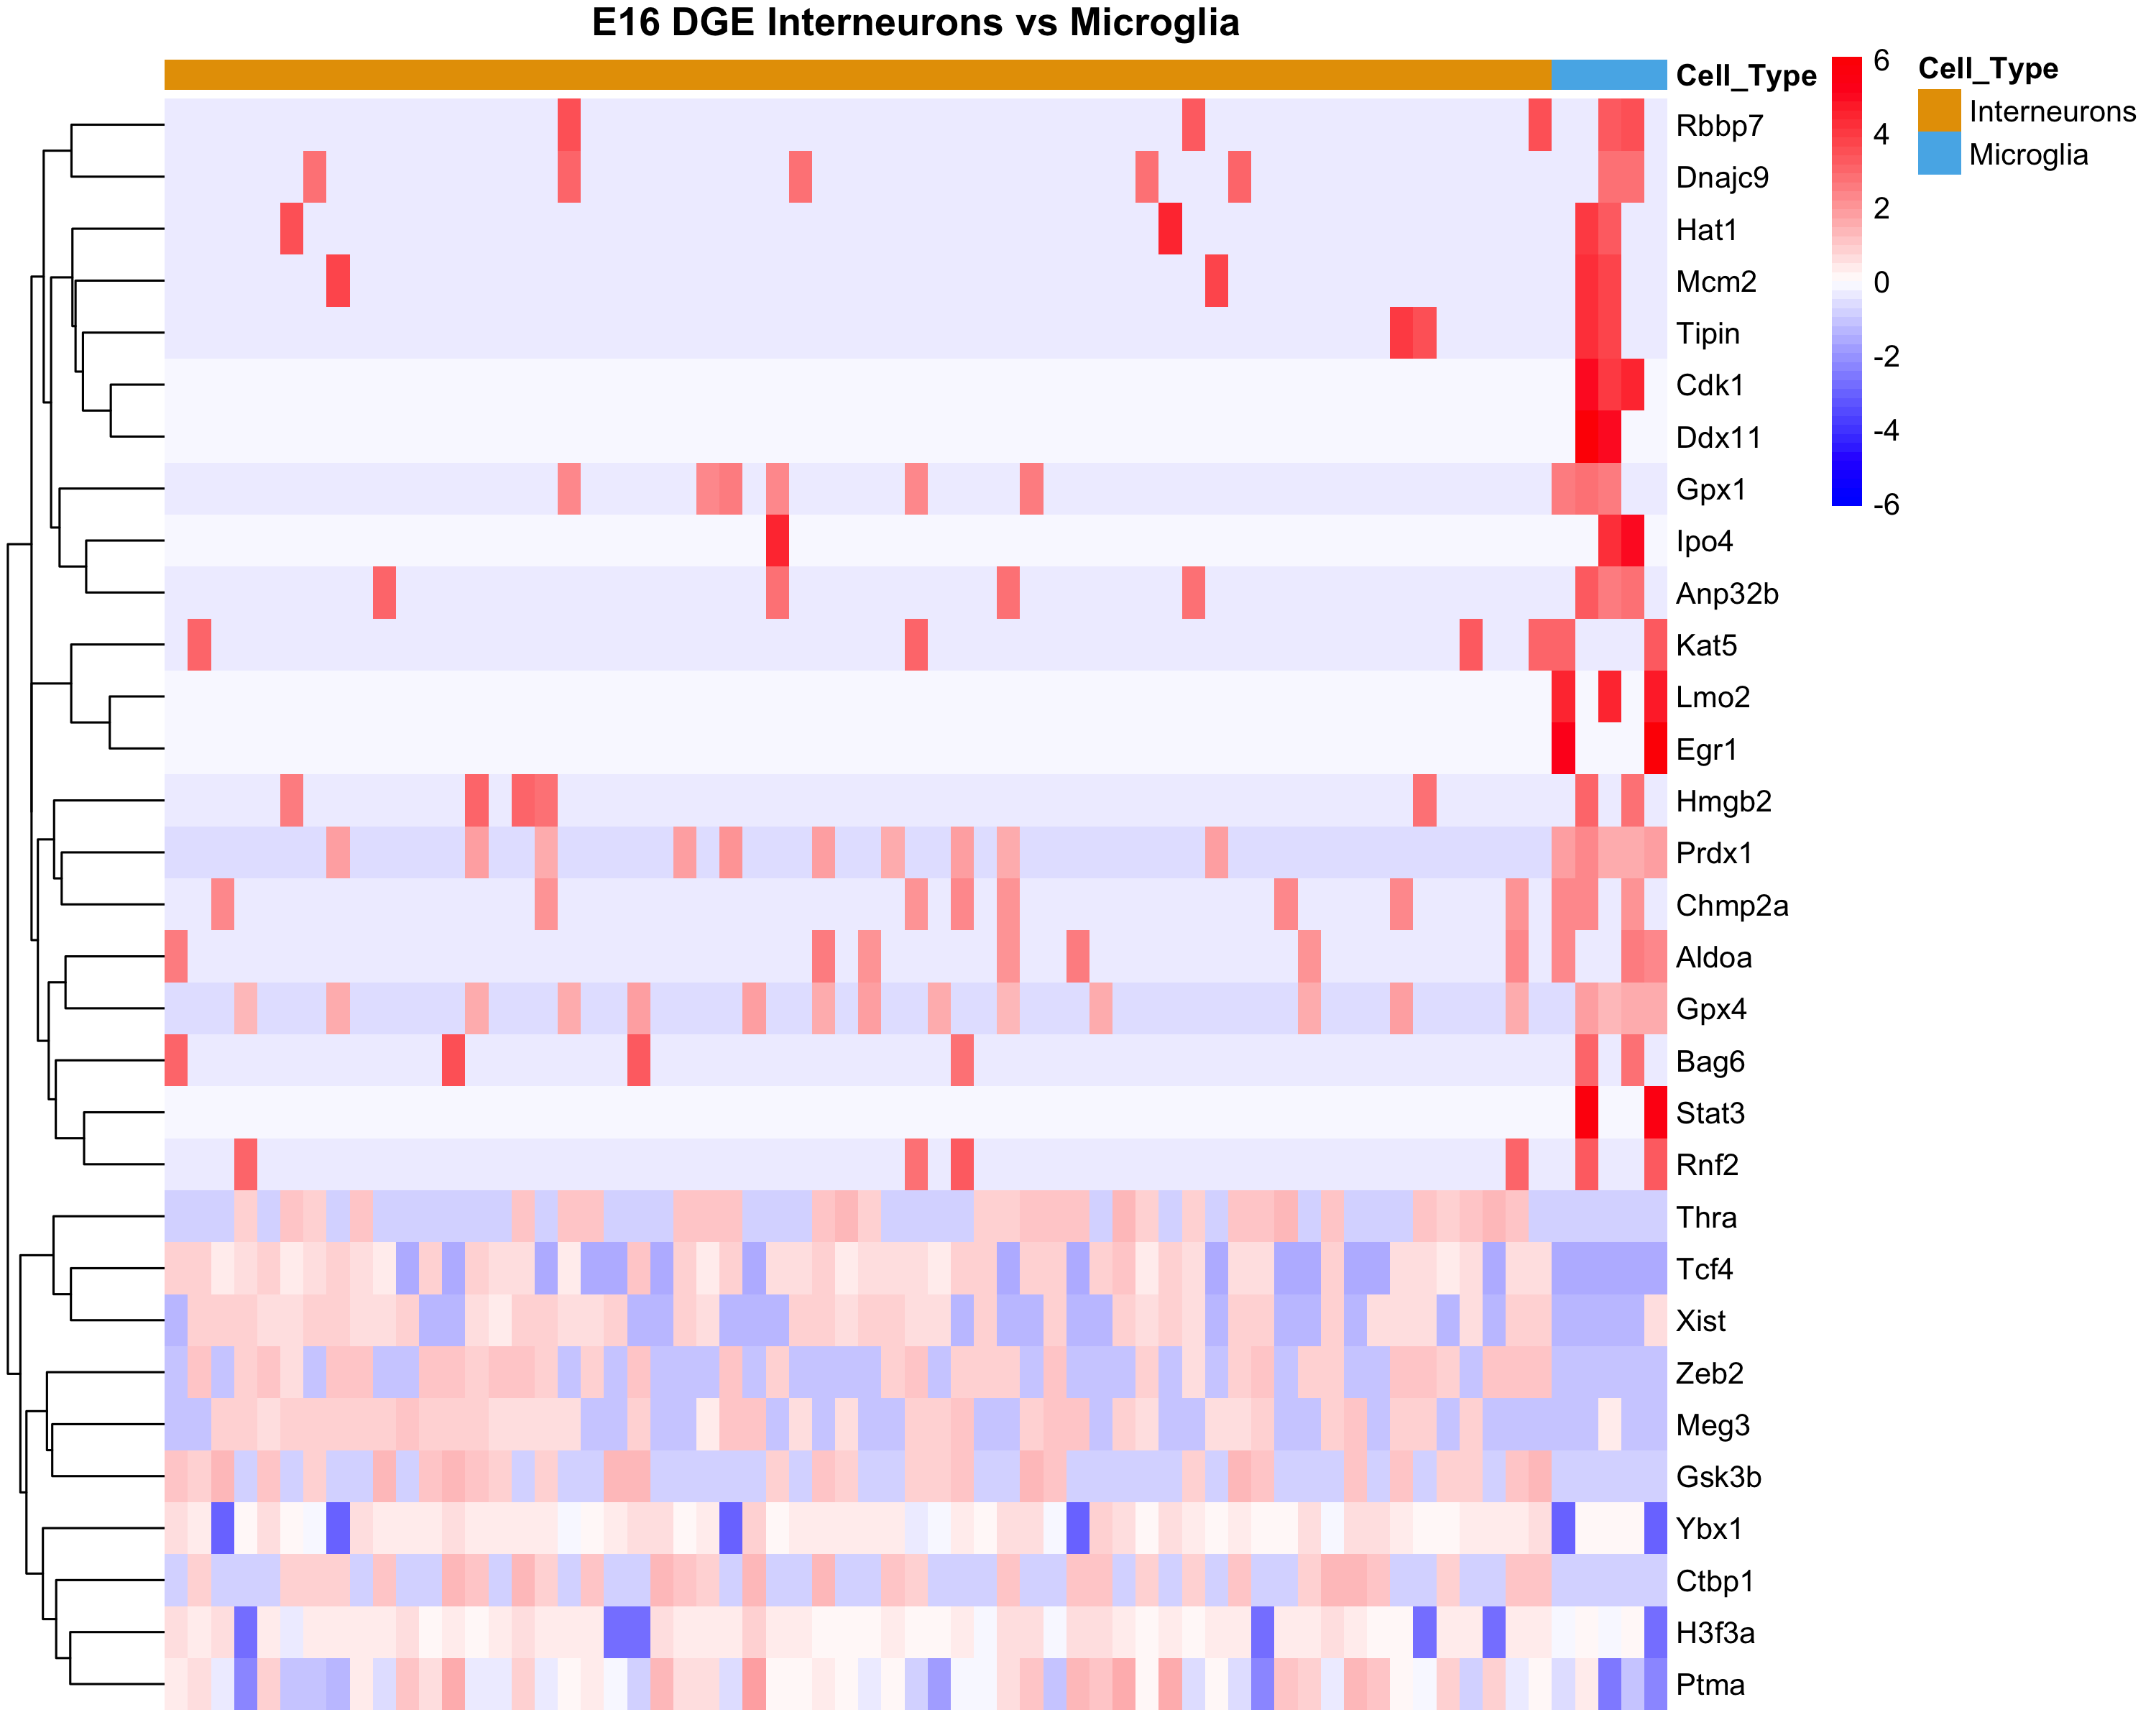 E16 DGE Interneurons vs Microglia
Cell_Type
Rbbp7
Dnajc9
Hat1
Mcm2
Tipin
Cdk1
Ddx11
Gpx1
Ipo4
Anp32b
Kat5
Lmo2
Egr1
Hmgb2
Prdx1
Chmp2a
Aldoa
Gpx4
Bag6
Stat3
Rnf2
Thra
Tcf4
Xist
Zeb2
Meg3
Gsk3b
Ybx1
Ctbp1
H3f3a
Ptma
6
4
2
0
-2
-4
-6
Cell_Type
Interneurons
Microglia